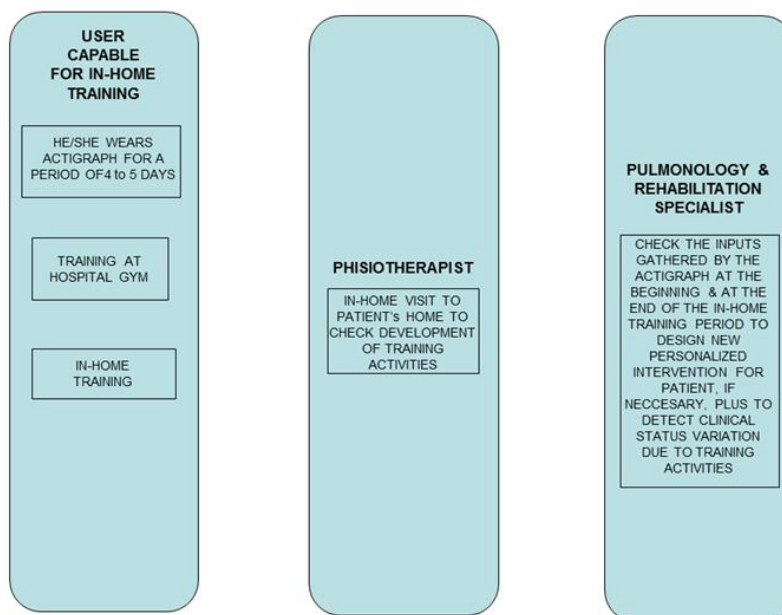 USER
CAPABLE
FOR IN-HOME
TRAINING
HE/SHE WEARS
ACTIGRAPH FOR A
PERIOD OF4 to 5 DAYS
TRAINING AT
HOSPITAL GYM
IN-HOME
TRAINING
PHISIOTHERAPIST
IN-HOME VISIT TO
PATIENT's HOME TO
CHECK DEVELOPMENT
OF TRAINING
ACTIVITIES
PULMONOLOGY &
REHABILITATION
SPECIALIST
CHECK THE INPUTS
GATHERED BY THE
ACTIGRAPH AT THE
BEGINNING & AT THE
END OF THE IN-HOME
TRAINING PERIOD TO
DESIGN NEW
PERSONALIZED
INTERVENTION FOR
PATIENT, IF
NECCESARY, PLUS TO
DETECT CLINICAL
STATUS VARIATION
DUE TO TRAINING
ACTIVITIES